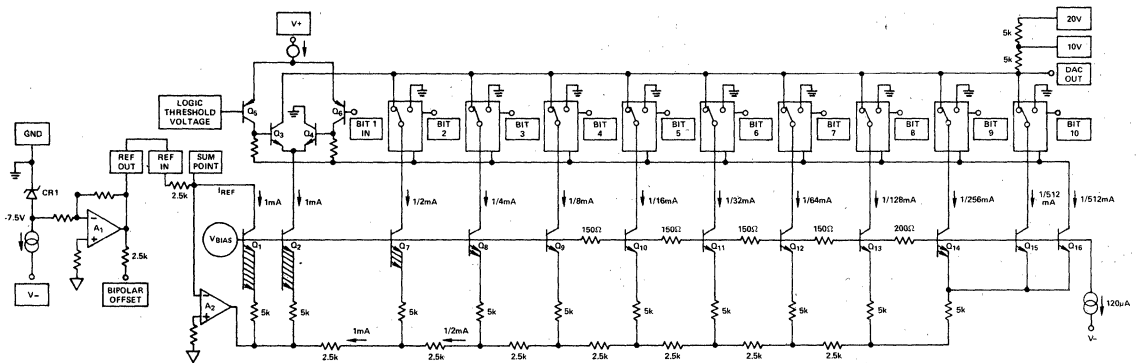 V+
20V
5k
10V
5k
DAC OUT
LOGIC THRESHOLD VOLTAGE
Q5
Q6
Q3
Q4
BIT 1 IN
BIT 2
BIT 3
BIT 4
BIT 5
BIT 6
BIT 7
BIT 8
BIT 9
BIT 10
GND
REF OUT
REF IN
SUM POINT
CR1
2.5k
IREF
1mA
1mA
1/2mA
1/4mA
1/8mA
1/16mA
1/32mA
1/64mA
1/128mA
1/256mA
1/512 mA
1/512mA
-7.5V
A1
VBIAS
150Ω
150Ω
150Ω
150Ω
200Ω
Q1
Q2
Q7
Q8
Q9
Q10
Q11
Q12
Q13
Q14
Q15
Q16
2.5k
V–
BIPOLAR OFFSET
A2
5k
5k
5k
5k
5k
5k
5k
5k
5k
5k
120μA
V–
1mA
1/2mA
2.5k
2.5k
2.5k
2.5k
2.5k
2.5k
2.5k